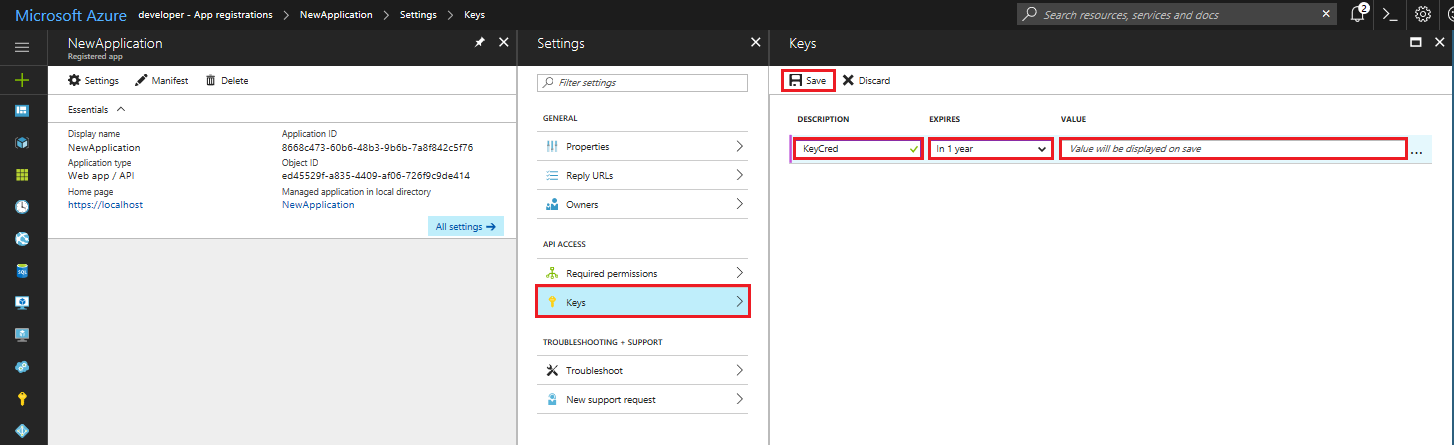 Microsoft Azure developer - App registrations > NewApplication > Settings > Keys Search resources, services and docs 2
NewApplication
Registered app
Settings Manifest Delete
Essentials
Display name Application ID
NewApplication 8668c473-60b6-48b3-9b6b-7a8f842c5f76
Application type Object ID
Web app / API ed45529f-a835-4409-af06-726f9c9de414
Home page Managed application in local directory
https://localhost NewApplication
All settings
Settings
Filter settings
GENERAL
Properties
Reply URLs
Owners
API ACCESS
Required permissions
Keys
TROUBLESHOOTING + SUPPORT
Troubleshoot
New support request
Keys
Save Discard
DESCRIPTION EXPIRES VALUE
KeyCred In 1 year Value will be displayed on save ...
SQL